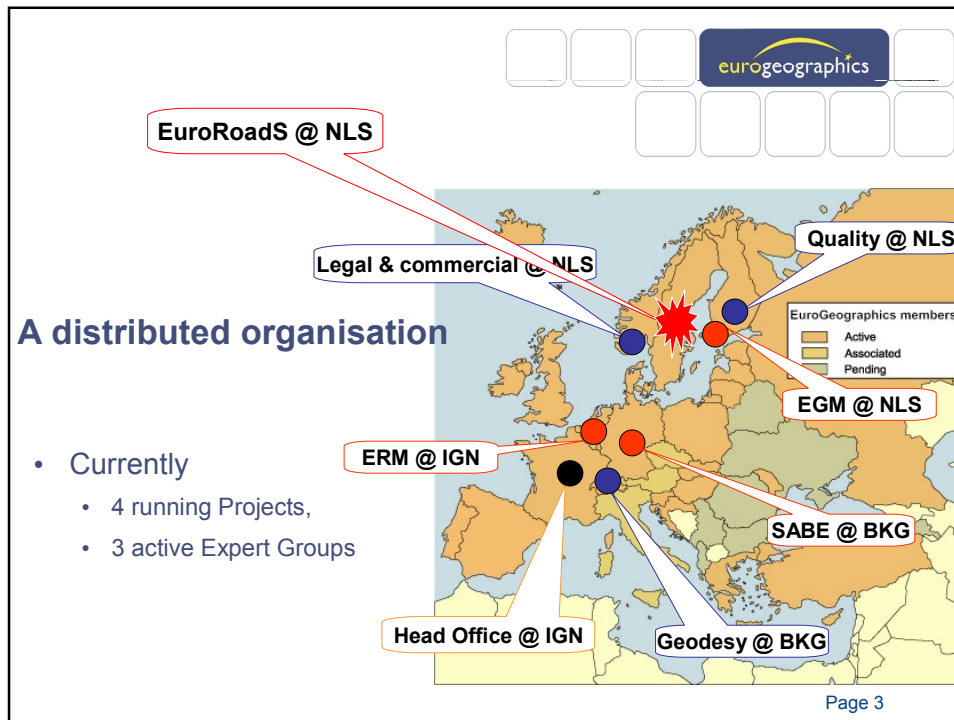 eurogeographics
EuroRoadS @ NLS
Quality @ NLS
Legal & commercial @ NLS
A distributed organisation
EuroGeographics members
Active
Associated
Pending
EGM @ NLS
ERM @ IGN
• Currently
• 4 running Projects,
• 3 active Expert Groups
SABE @ BKG
Head Office @ IGN
Geodesy @ BKG
Page 3